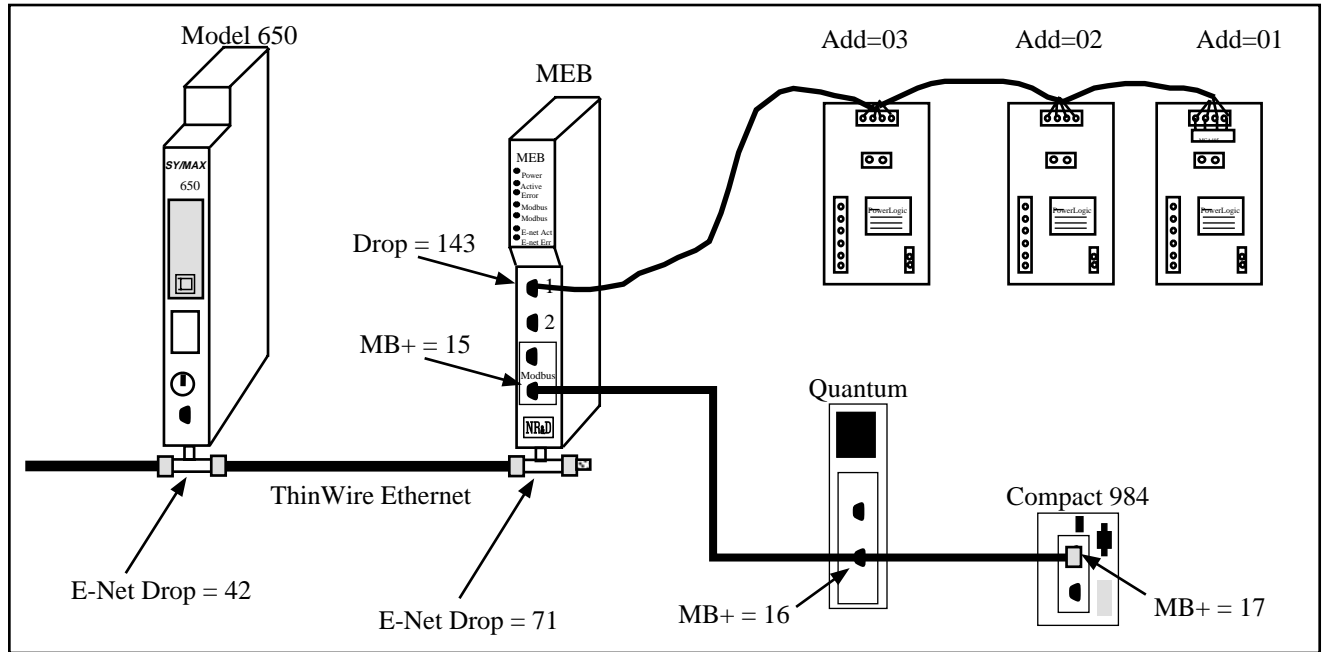 Model 650
Add=03
Add=02
Add=01
MEB
SY/MAX
650
MEB
Power
Active
Error
Modbus
Modbus
E-net Act
E-net Err
PowerLogic
PowerLogic
PowerLogic
Drop = 143
1
2
MB+ = 15
Modbus
NR&D
Quantum
ThinWire Ethernet
Compact 984
E-Net Drop = 42
E-Net Drop = 71
MB+ = 16
MB+ = 17